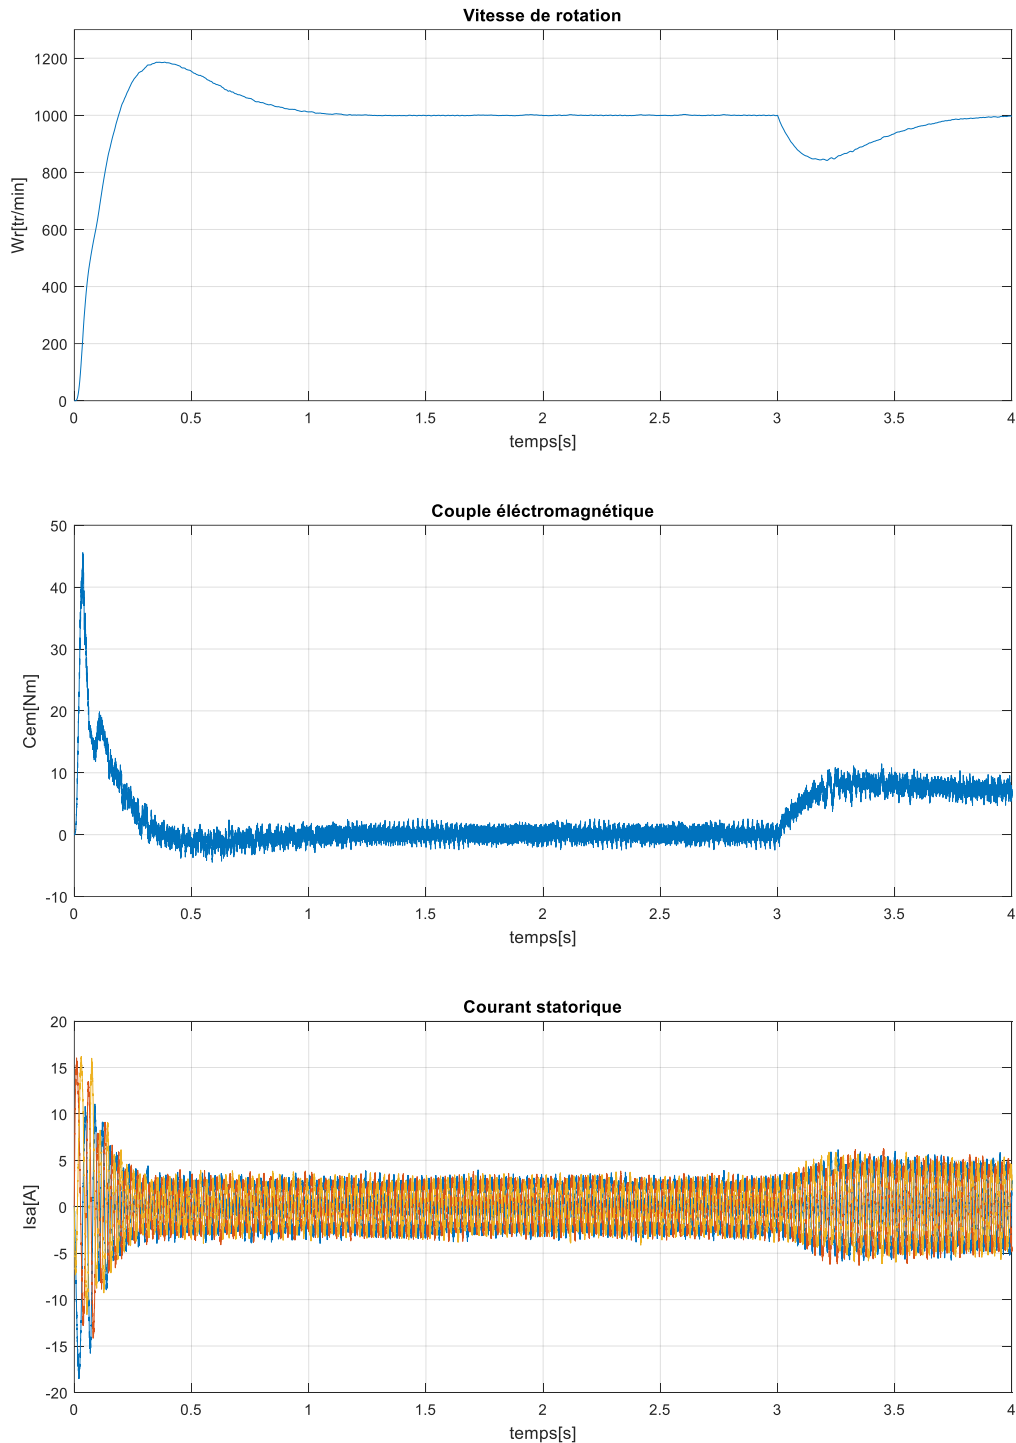 Vitesse de rotation
1200
1000
800
600
400
200
0
Wr[tr/min]
0 0.5 1 1.5 2 2.5 3 3.5 4
temps[s]
Couple éléctromagnétique
50
40
30
20
10
0
-10
Cem[Nm]
0 0.5 1 1.5 2 2.5 3 3.5 4
temps[s]
Courant statorique
20
15
10
5
0
-5
-10
-15
-20
Isa[A]
0 0.5 1 1.5 2 2.5 3 3.5 4
temps[s]